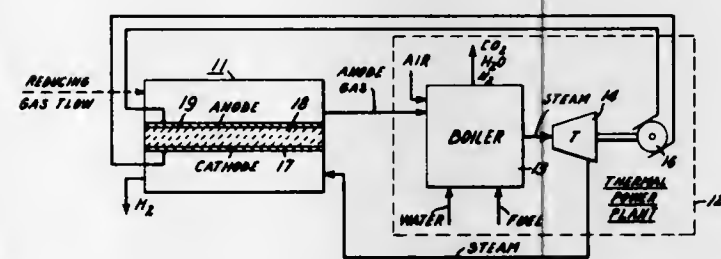 REDUCING
GAS FLOW
11
19
ANODE
18
CATHODE
17
H2
ANODE
GAS
AIR
CO2
H2O
N2
BOILER
13
WATER
FUEL
STEAM
14
T
16
THERMAL
POWER
PLANT
12
STEAM